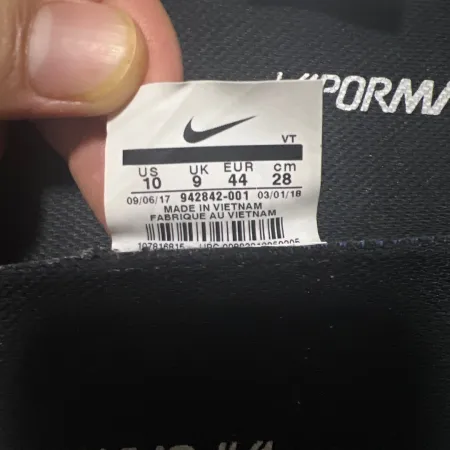 VT
US UK EUR cm
10 9 44 28
09/06/17 942842-001 03/01/18
MADE IN VIETNAM
FABRIQUE AU VIETNAM